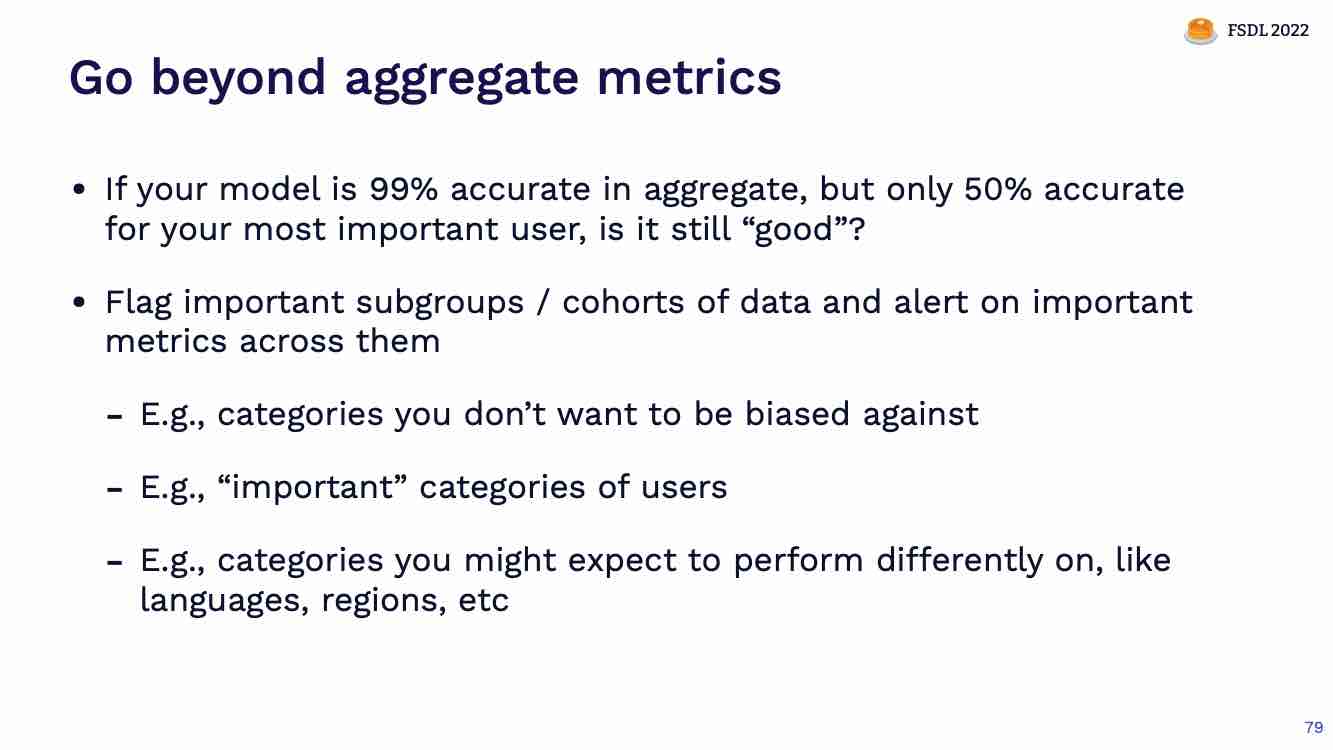 FSDL 2022
Go beyond aggregate metrics
• If your model is 99% accurate in aggregate, but only 50% accurate
for your most important user, is it still “good”?
• Flag important subgroups / cohorts of data and alert on important
metrics across them
– E.g., categories you don’t want to be biased against
– E.g., “important” categories of users
– E.g., categories you might expect to perform differently on, like
languages, regions, etc
79